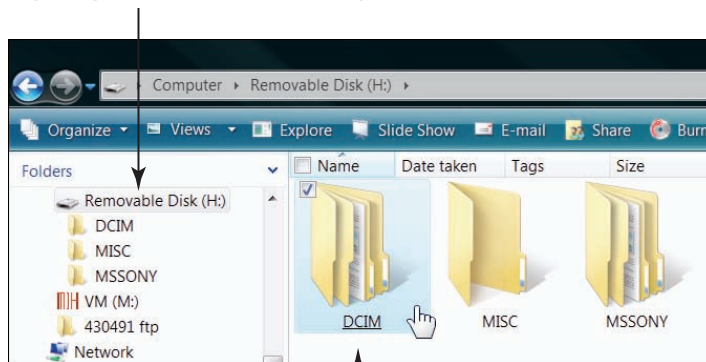 Computer ▸ Removable Disk (H:) ▸
Organize Views Explore Slide Show E-mail Share Burn
Folders
Name Date taken Tags Size
Removable Disk (H:)
DCIM
MISC
MSSONY
VM (M:)
430491 ftp
Network
DCIM MISC MSSONY